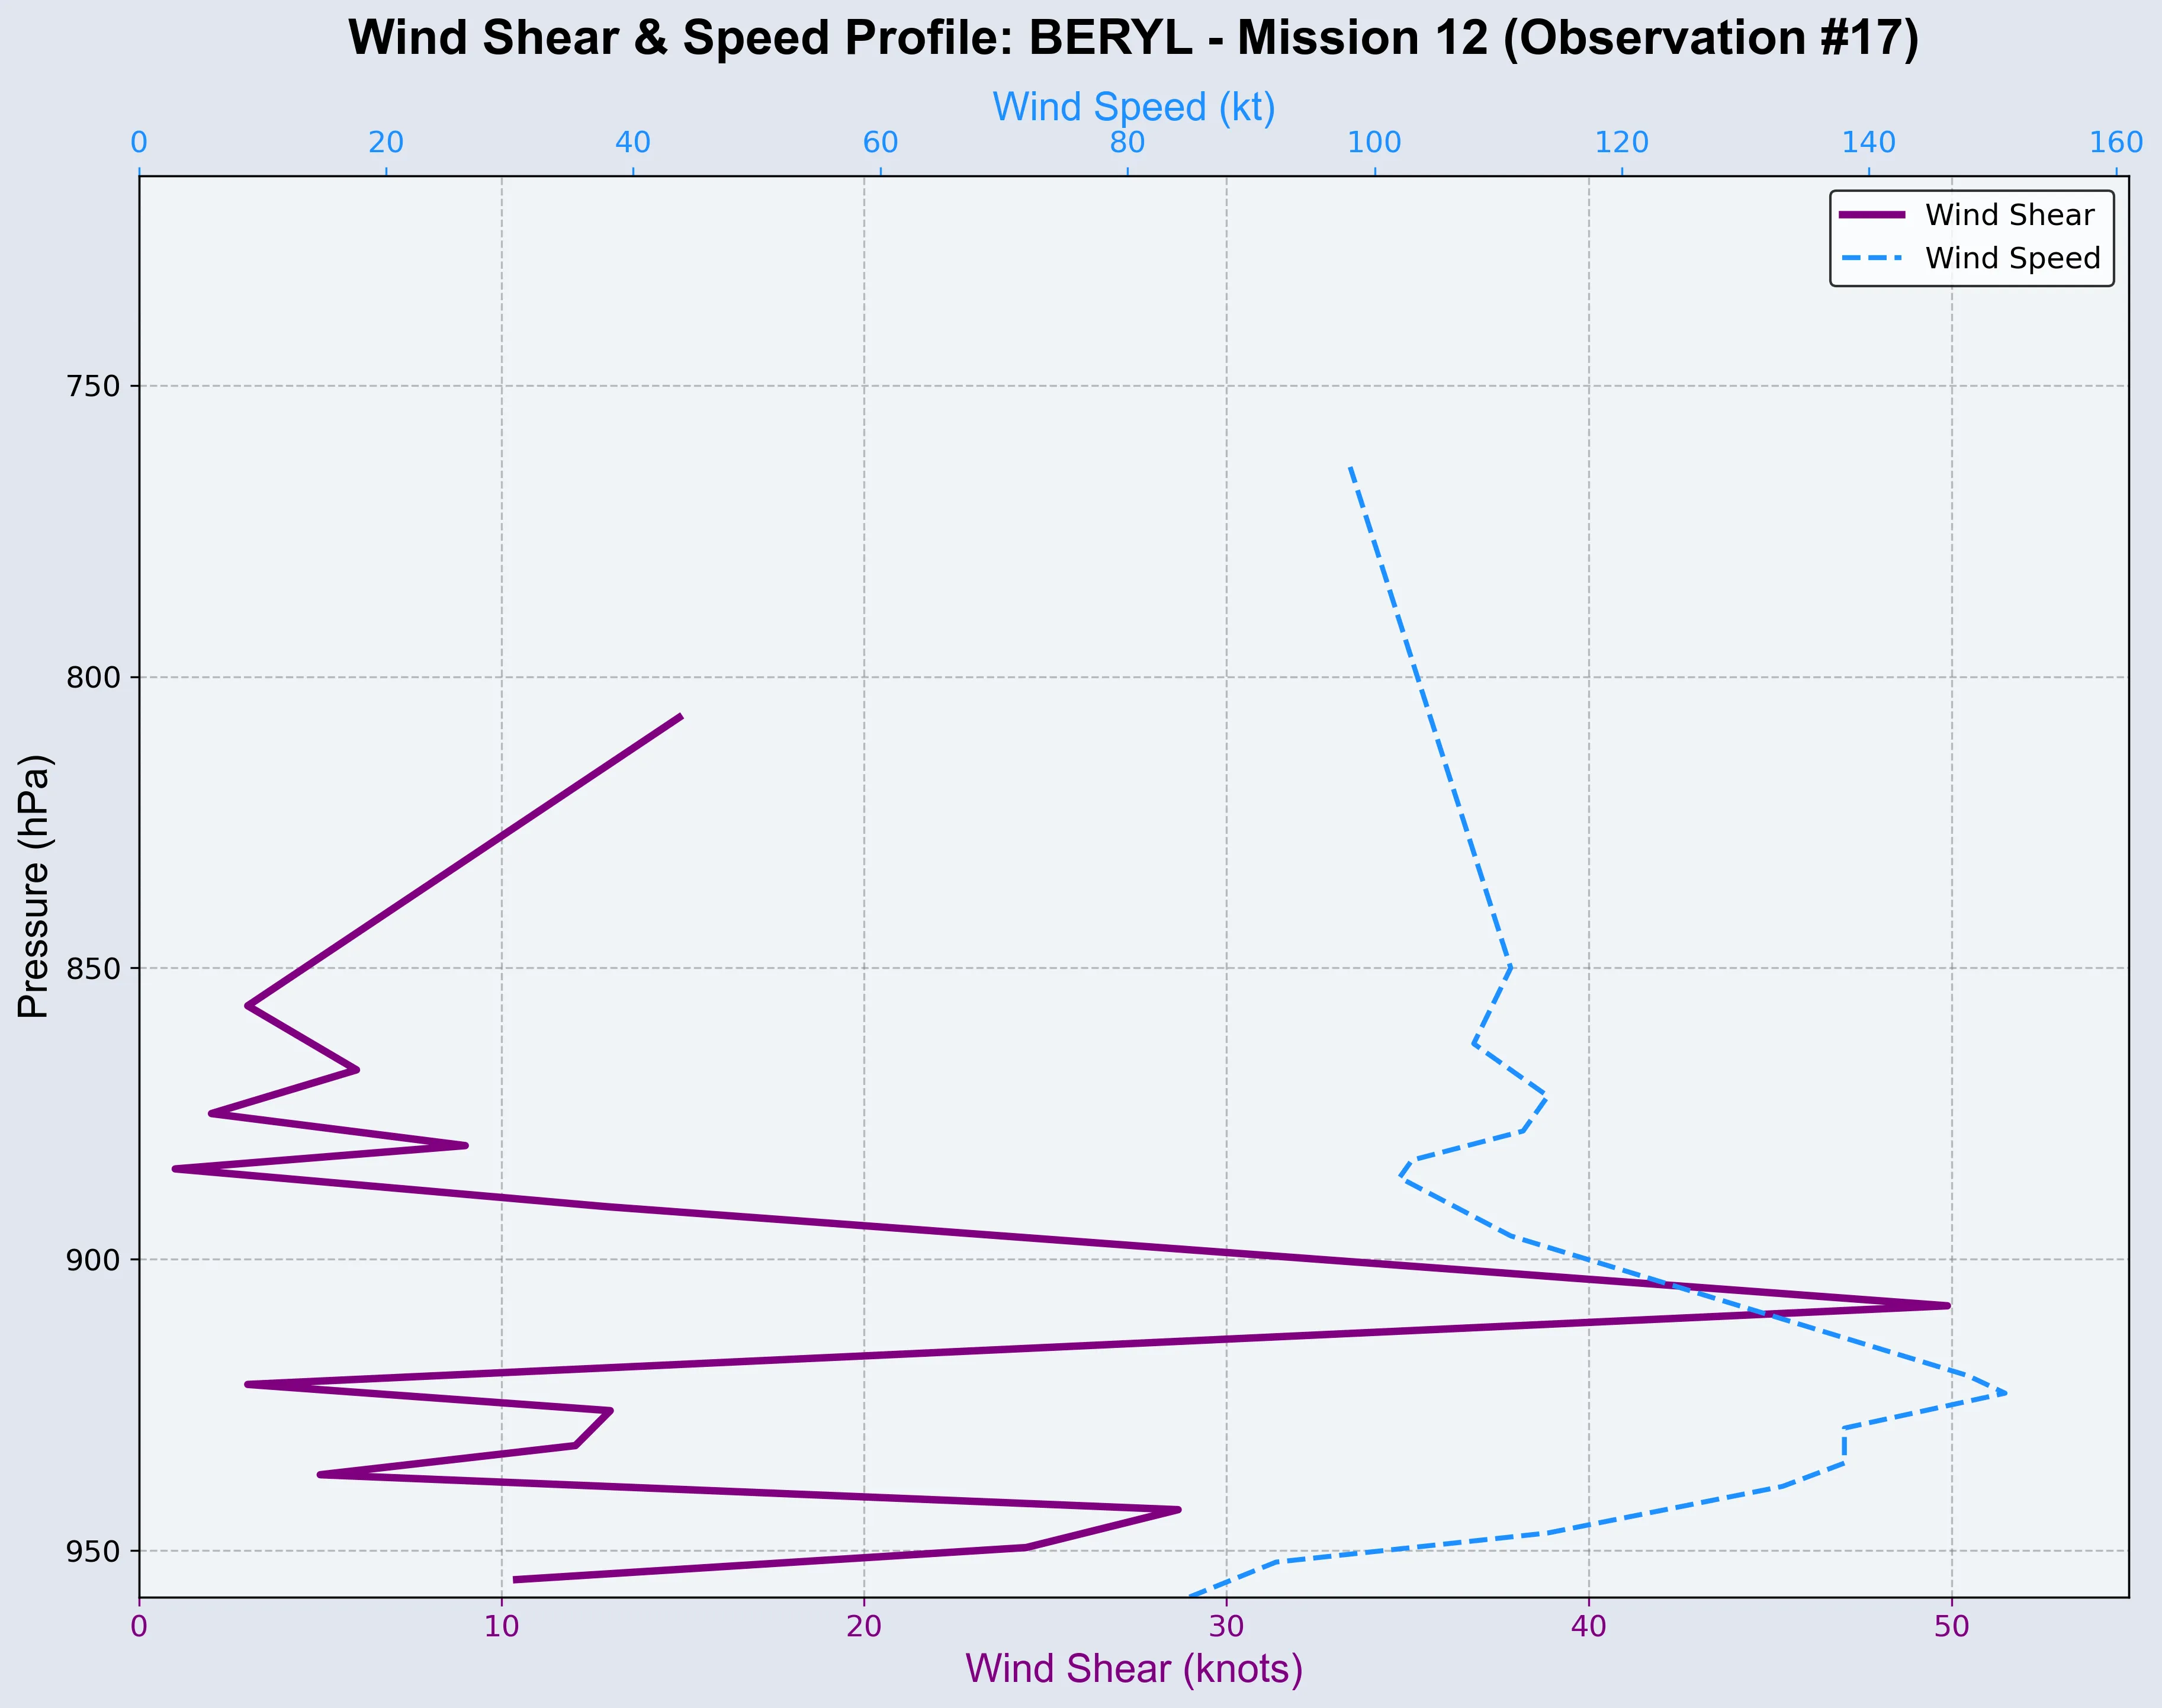 Wind Shear & Speed Profile: BERYL - Mission 12 (Observation #17)
Wind Speed (kt)
0 20 40 60 80 100 120 140 160
Wind Shear
Wind Speed
750
800
850
900
950
Pressure (hPa)
0 10 20 30 40 50
Wind Shear (knots)